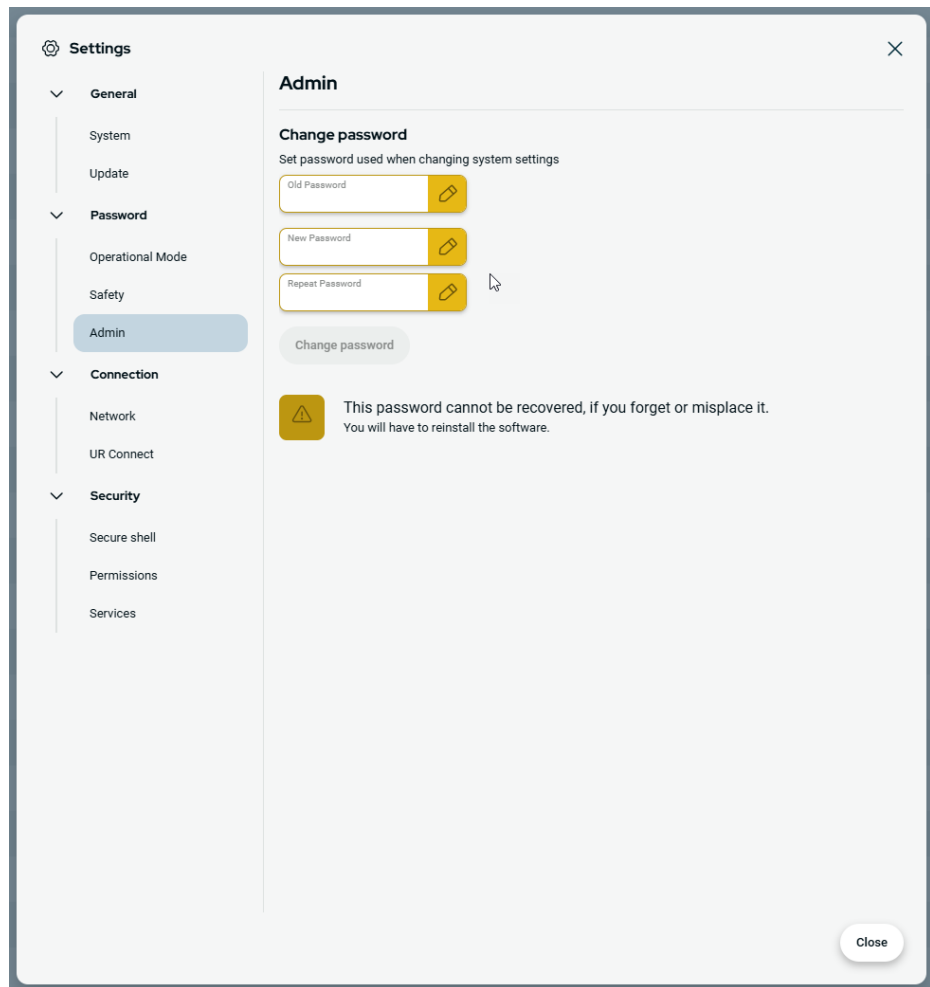 Settings
General
System
Update
Password
Operational Mode
Safety
Admin
Connection
Network
UR Connect
Security
Secure shell
Permissions
Services
Admin
Change password
Set password used when changing system settings
Old Password
New Password
Repeat Password
Change password
This password cannot be recovered, if you forget or misplace it.
You will have to reinstall the software.
Close